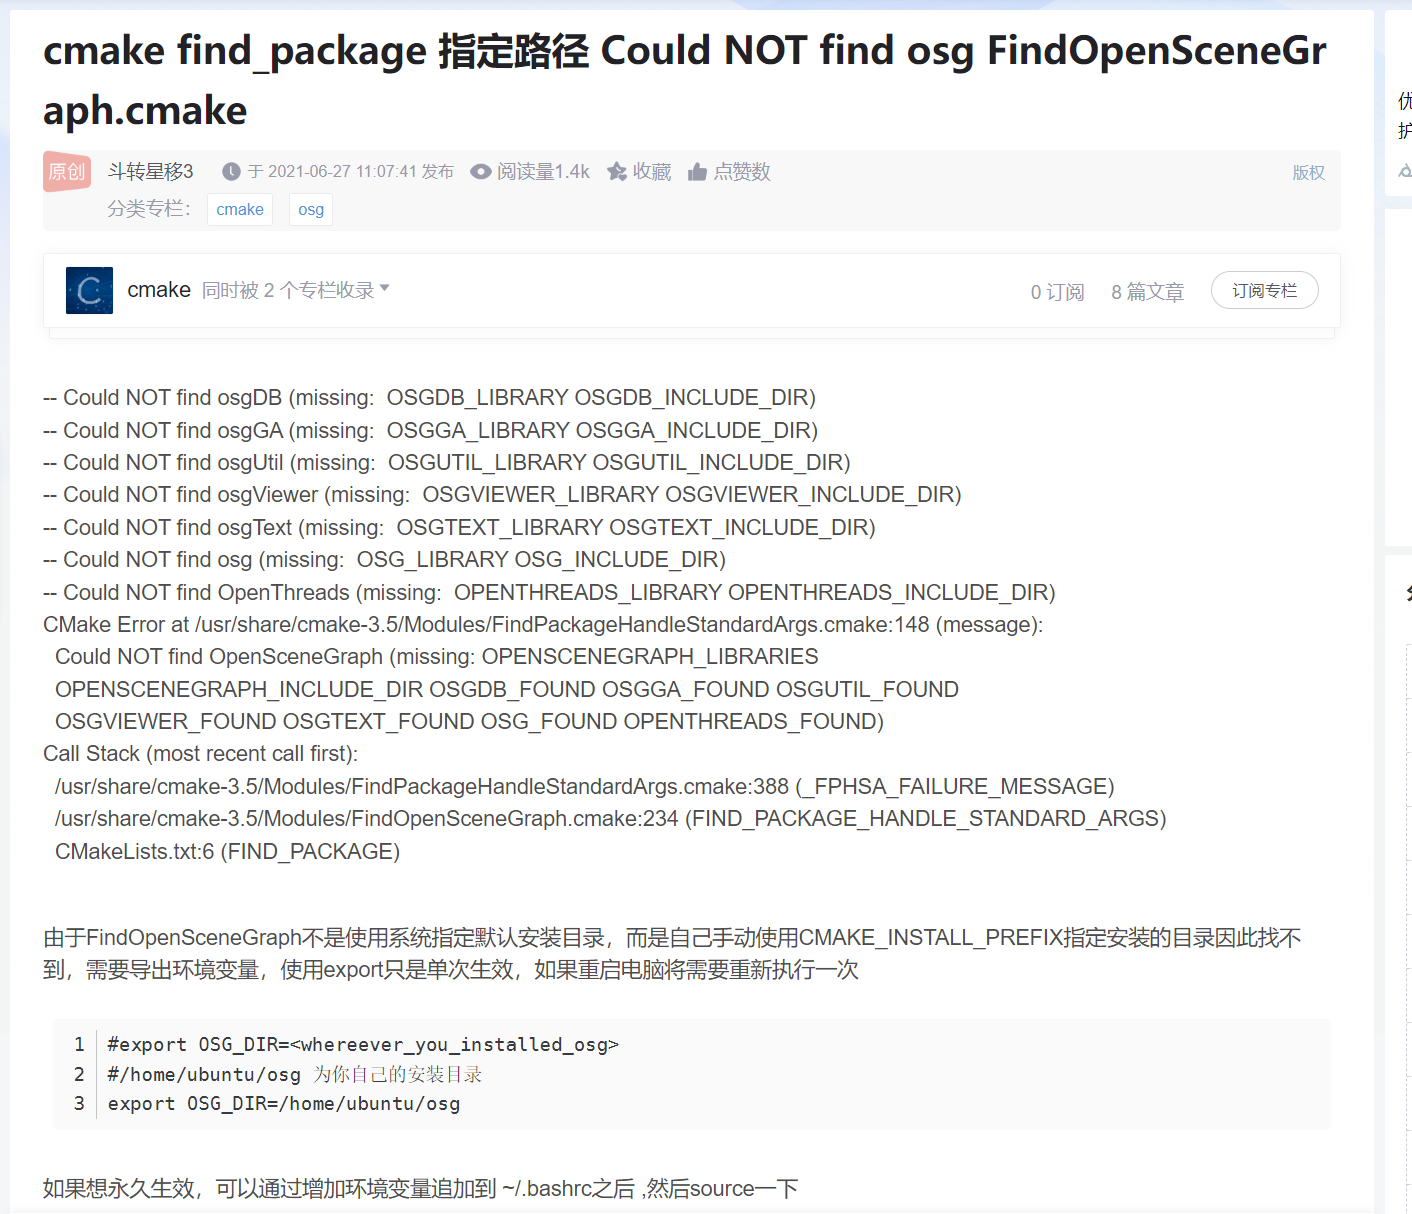 cmake find_package 指定路径 Could NOT find osg FindOpenSceneGr
aph.cmake
原创 斗转星移3 于 2021-06-27 11:07:41 发布 阅读量1.4k 收藏 点赞数 版权
分类专栏： cmake osg
cmake 同时被 2 个专栏收录 0 订阅 8 篇文章 订阅专栏
-- Could NOT find osgDB (missing:  OSGDB_LIBRARY OSGDB_INCLUDE_DIR)
-- Could NOT find osgGA (missing:  OSGGA_LIBRARY OSGGA_INCLUDE_DIR)
-- Could NOT find osgUtil (missing:  OSGUTIL_LIBRARY OSGUTIL_INCLUDE_DIR)
-- Could NOT find osgViewer (missing:  OSGVIEWER_LIBRARY OSGVIEWER_INCLUDE_DIR)
-- Could NOT find osgText (missing:  OSGTEXT_LIBRARY OSGTEXT_INCLUDE_DIR)
-- Could NOT find osg (missing:  OSG_LIBRARY OSG_INCLUDE_DIR)
-- Could NOT find OpenThreads (missing:  OPENTHREADS_LIBRARY OPENTHREADS_INCLUDE_DIR)
CMake Error at /usr/share/cmake-3.5/Modules/FindPackageHandleStandardArgs.cmake:148 (message):
  Could NOT find OpenSceneGraph (missing: OPENSCENEGRAPH_LIBRARIES
  OPENSCENEGRAPH_INCLUDE_DIR OSGDB_FOUND OSGGA_FOUND OSGUTIL_FOUND
  OSGVIEWER_FOUND OSGTEXT_FOUND OSG_FOUND OPENTHREADS_FOUND)
Call Stack (most recent call first):
  /usr/share/cmake-3.5/Modules/FindPackageHandleStandardArgs.cmake:388 (_FPHSA_FAILURE_MESSAGE)
  /usr/share/cmake-3.5/Modules/FindOpenSceneGraph.cmake:234 (FIND_PACKAGE_HANDLE_STANDARD_ARGS)
  CMakeLists.txt:6 (FIND_PACKAGE)
由于FindOpenSceneGraph不是使用系统指定默认安装目录，而是自己手动使用CMAKE_INSTALL_PREFIX指定安装的目录因此找不
到，需要导出环境变量，使用export只是单次生效，如果重启电脑将需要重新执行一次
1 #export OSG_DIR=<whereever_you_installed_osg>
2 #/home/ubuntu/osg 为你自己的安装目录
3 export OSG_DIR=/home/ubuntu/osg
如果想永久生效，可以通过增加环境变量追加到 ~/.bashrc之后 ,然后source一下
优
护